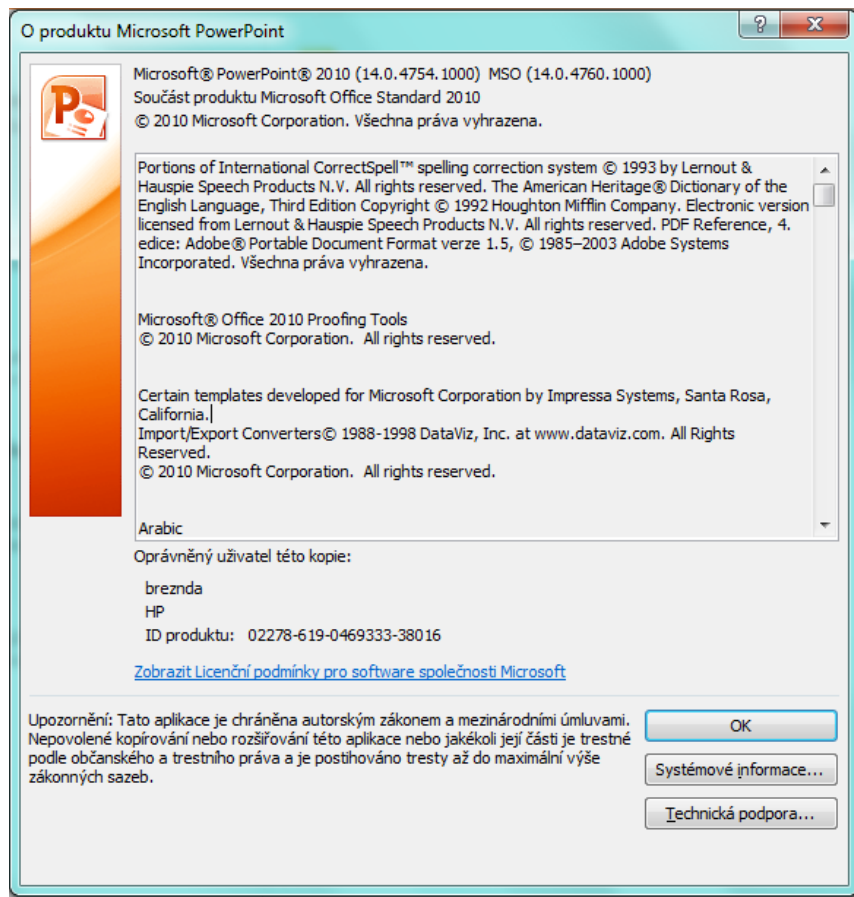 O produktu Microsoft PowerPoint
Microsoft® PowerPoint® 2010 (14.0.4754.1000) MSO (14.0.4760.1000)
Součást produktu Microsoft Office Standard 2010
© 2010 Microsoft Corporation. Všechna práva vyhrazena.
Portions of International CorrectSpell™ spelling correction system © 1993 by Lernout &
Hauspie Speech Products N.V. All rights reserved. The American Heritage® Dictionary of the
English Language, Third Edition Copyright © 1992 Houghton Mifflin Company. Electronic version
licensed from Lernout & Hauspie Speech Products N.V. All rights reserved. PDF Reference, 4.
edice: Adobe® Portable Document Format verze 1.5, © 1985–2003 Adobe Systems
Incorporated. Všechna práva vyhrazena.
Microsoft® Office 2010 Proofing Tools
© 2010 Microsoft Corporation. All rights reserved.
Certain templates developed for Microsoft Corporation by Impressa Systems, Santa Rosa,
California.
Import/Export Converters© 1988-1998 DataViz, Inc. at www.dataviz.com. All Rights
Reserved.
© 2010 Microsoft Corporation. All rights reserved.
Arabic
Oprávněný uživatel této kopie:
breznda
HP
ID produktu: 02278-619-0469333-38016
Zobrazit Licenční podmínky pro software společnosti Microsoft
Upozornění: Tato aplikace je chráněna autorským zákonem a mezinárodními úmluvami.
Nepovolené kopírování nebo rozšiřování této aplikace nebo jakékoli její části je trestné
podle občanského a trestního práva a je postihováno tresty až do maximální výše
zákonných sazeb.
OK
Systémové informace...
Technická podpora...